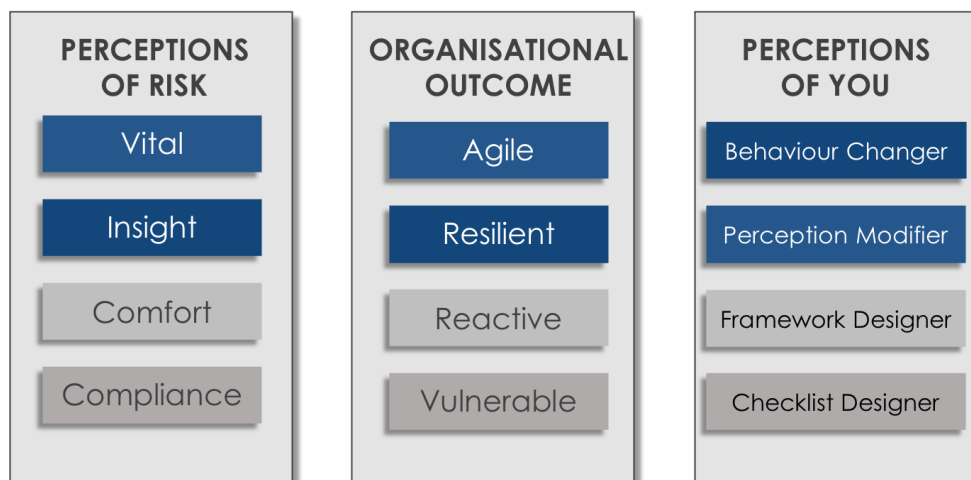 PERCEPTIONS
OF RISK
Vital
Insight
Comfort
Compliance
ORGANISATIONAL
OUTCOME
Agile
Resilient
Reactive
Vulnerable
PERCEPTIONS
OF YOU
Behaviour Changer
Perception Modifier
Framework Designer
Checklist Designer